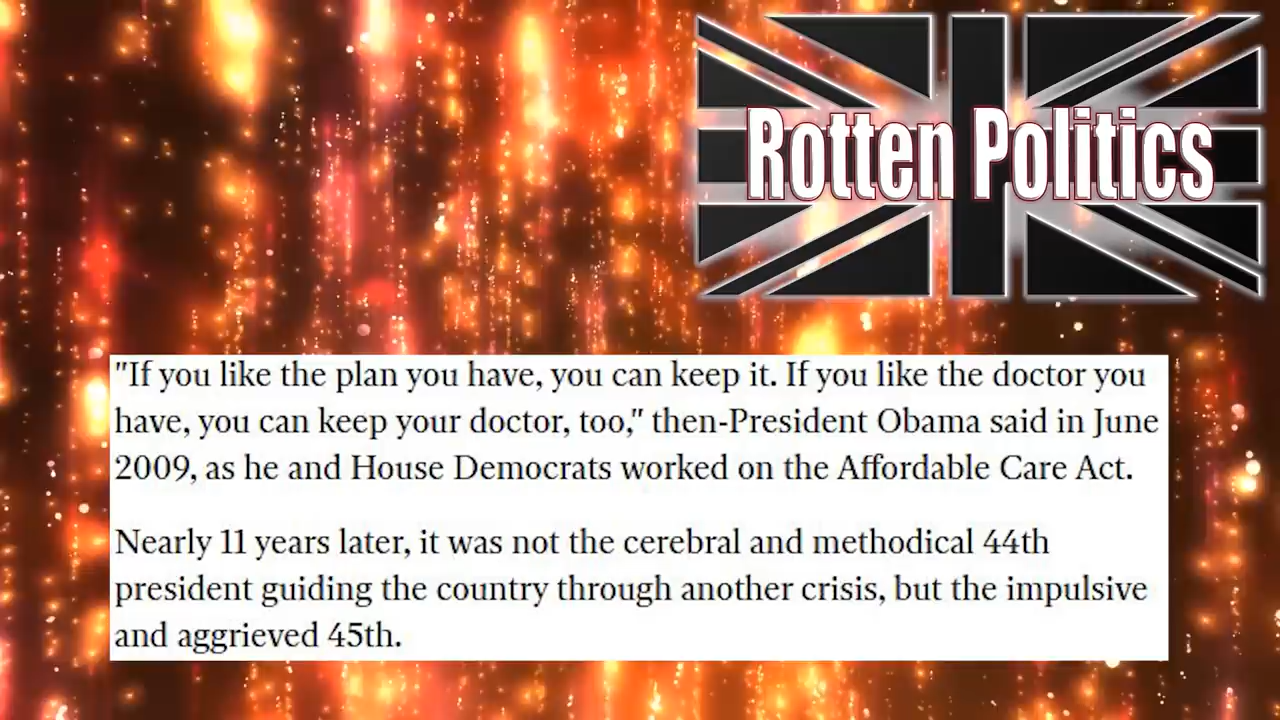 Rotten Politics
"If you like the plan you have, you can keep it. If you like the doctor you
have, you can keep your doctor, too," then-President Obama said in June
2009, as he and House Democrats worked on the Affordable Care Act.
Nearly 11 years later, it was not the cerebral and methodical 44th
president guiding the country through another crisis, but the impulsive
and aggrieved 45th.